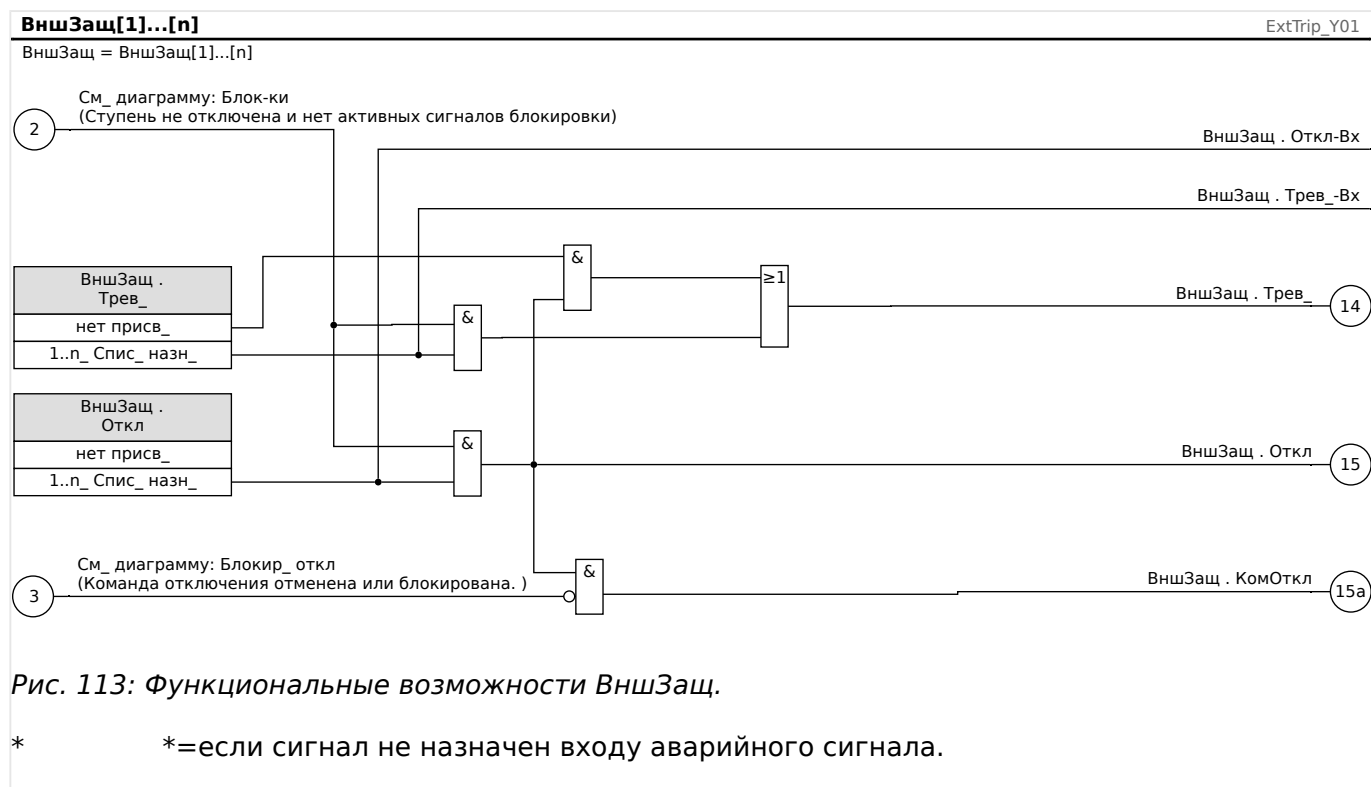 ВншЗащ[1]...[n]
ExtTrip_Y01
ВншЗащ = ВншЗащ[1]...[n]
См_ диаграмму: Блок-ки
(Ступень не отключена и нет активных сигналов блокировки)
2
ВншЗащ . Откл-Вх
ВншЗащ . Трев_-Вх
&
ВншЗащ .
Трев_
≥1
ВншЗащ . Трев_
14
&
нет присв_
1..n_ Спис_ назн_
ВншЗащ .
Откл
&
нет присв_
ВншЗащ . Откл
15
1..n_ Спис_ назн_
См_ диаграмму: Блокир_ откл
(Команда отключения отменена или блокирована. )
3
&
ВншЗащ . КомОткл
15a
Рис. 113: Функциональные возможности ВншЗащ.
* *=если сигнал не назначен входу аварийного сигнала.